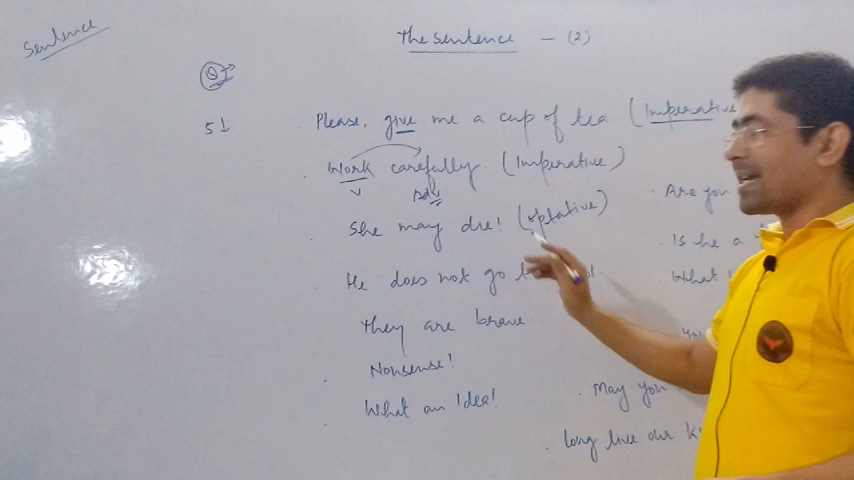 Sentence
The Sentence - (2)
Q→
51
Please, give me a cup of tea (Imperative
Work carefully. (Imperative)
V Adv
She may die! (optative)
He does not go t
They are brave
Nonsense!
What an Idea!
Are you
Is he a
What
you
May you
long live our k